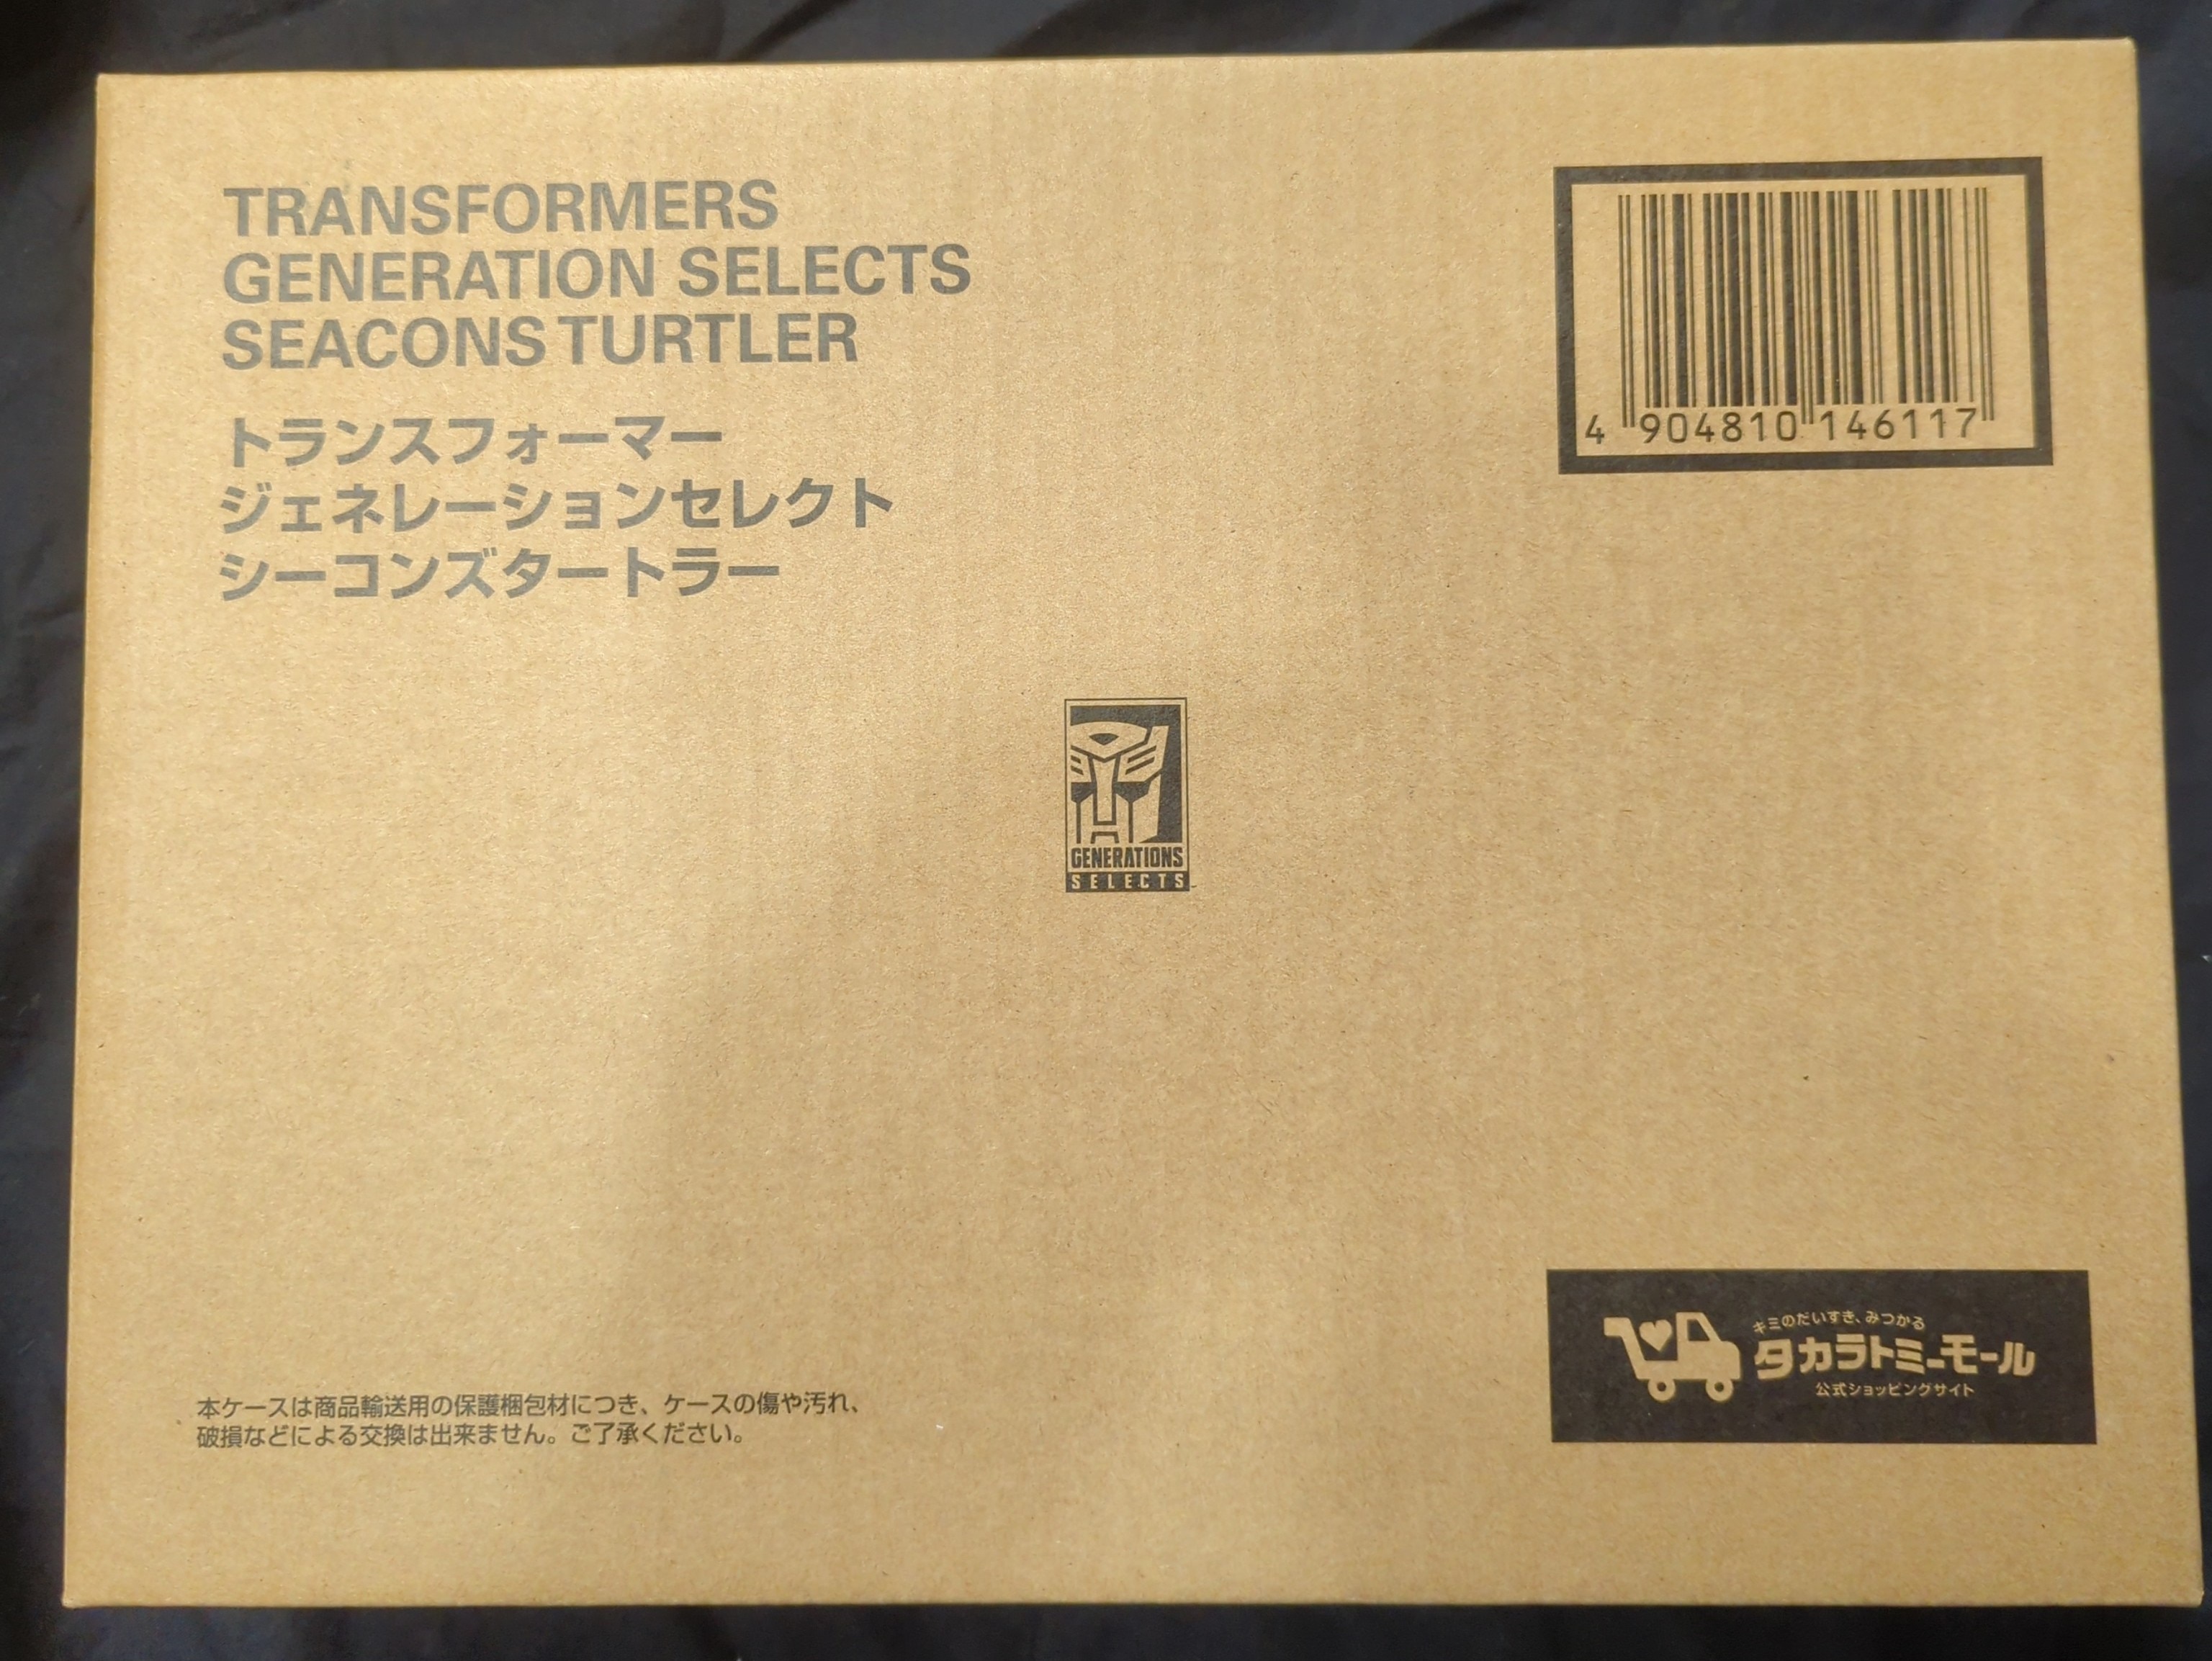 TRANSFORMERS
GENERATION SELECTS
SEACONS TURTLER
トランスフォーマー
ジェネレーションセレクト
シーコンズタートラー
4 904810 146117
GENERATIONS
SELECTS
本ケースは商品輸送用の保護梱包材につき、ケースの傷や汚れ、
破損などによる交換は出来ません。ご了承ください。
キミのだいすき、みつかる
タカラトミーモール
公式ショッピングサイト